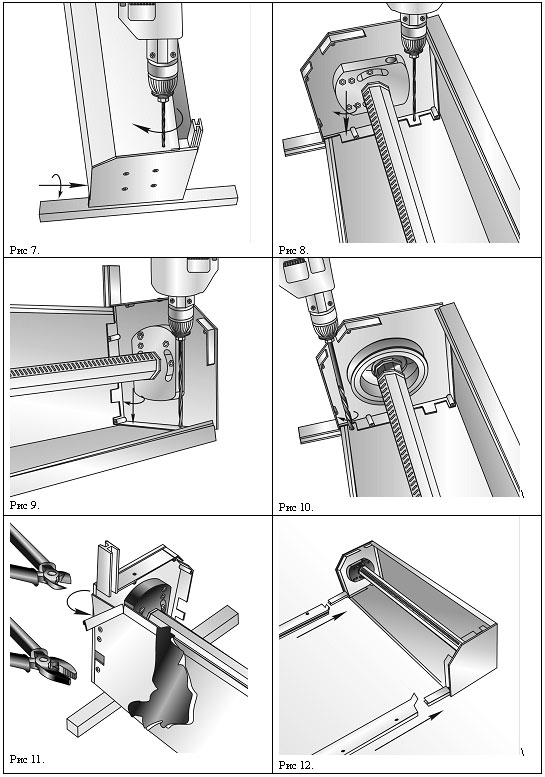 Рис 7.
Рис 8.
Рис 9.
Рис 10.
\
Рис 11.
Рис 12.
\